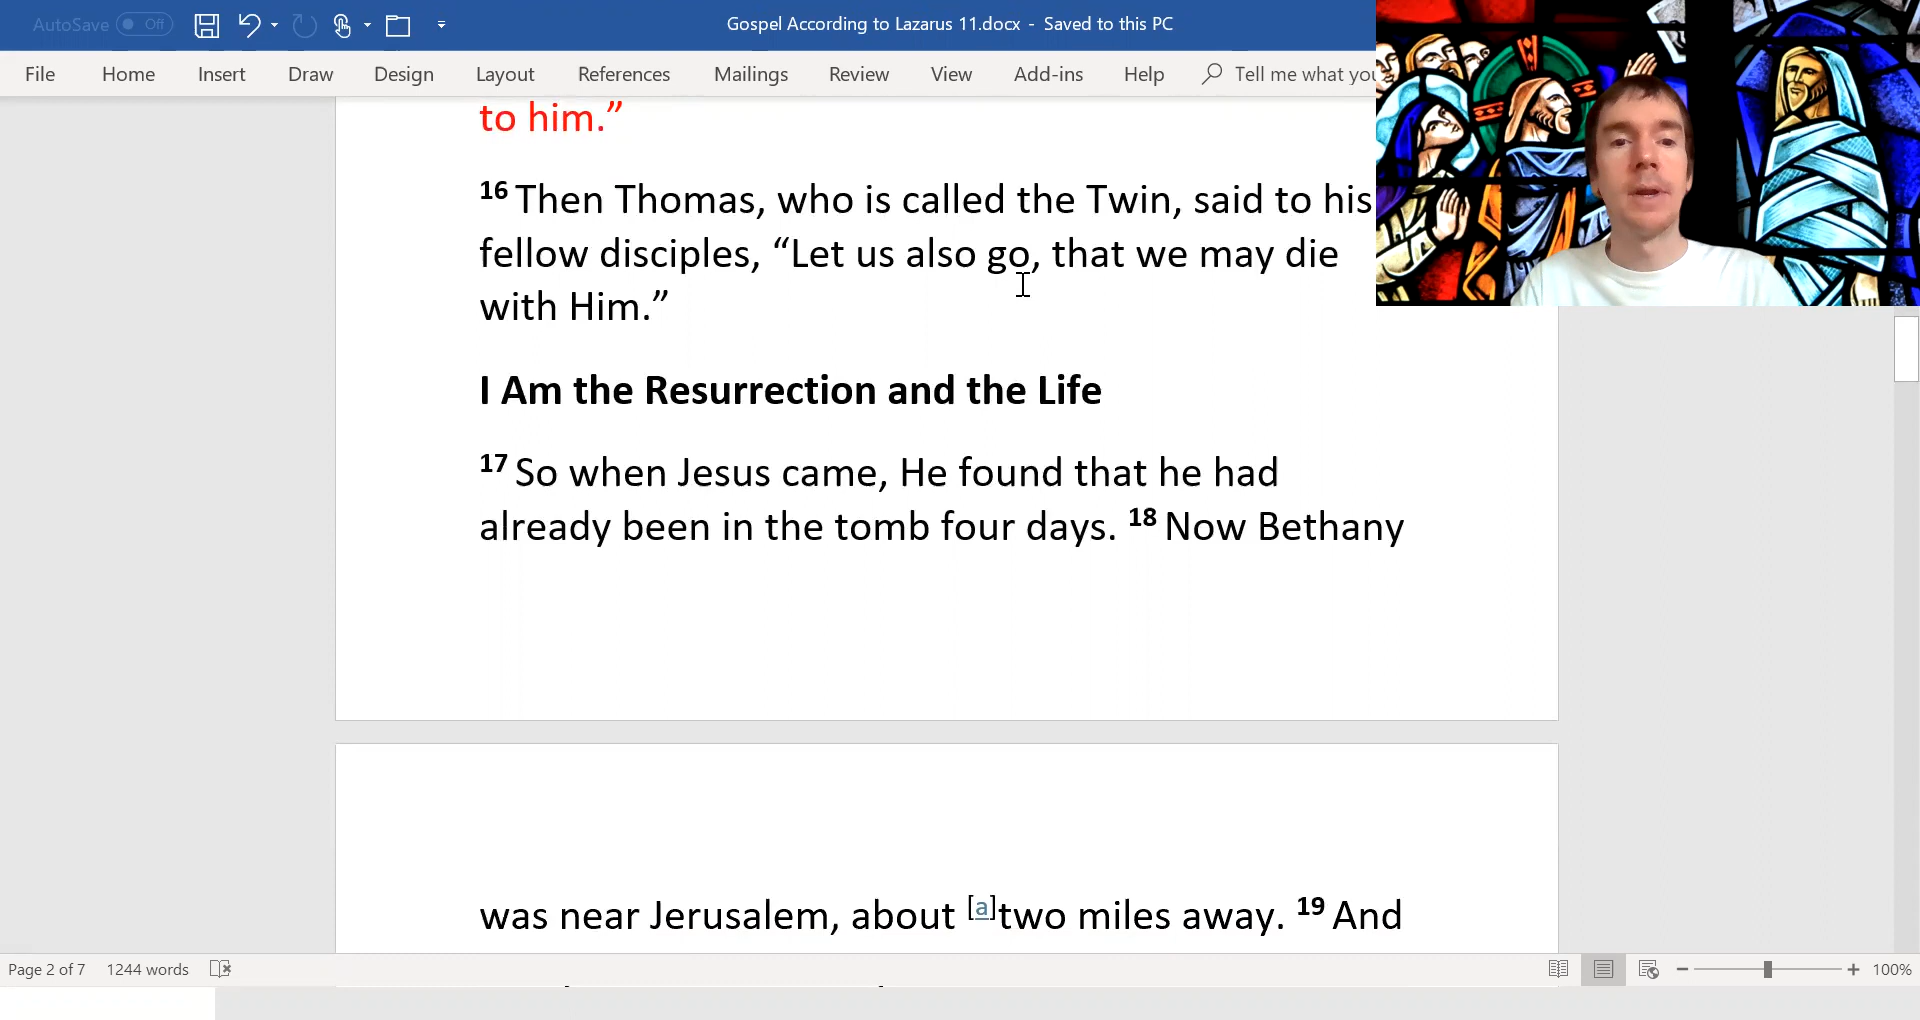 AutoSave Off
Gospel According to Lazarus 11.docx - Saved to this PC
File Home Insert Draw Design Layout References Mailings Review View Add-ins Help Tell me what you
to him.”
16 Then Thomas, who is called the Twin, said to his
fellow disciples, “Let us also go, that we may die
with Him.”
I Am the Resurrection and the Life
17 So when Jesus came, He found that he had
already been in the tomb four days. 18 Now Bethany
was near Jerusalem, about [a]two miles away. 19 And
Page 2 of 7 1244 words 100%